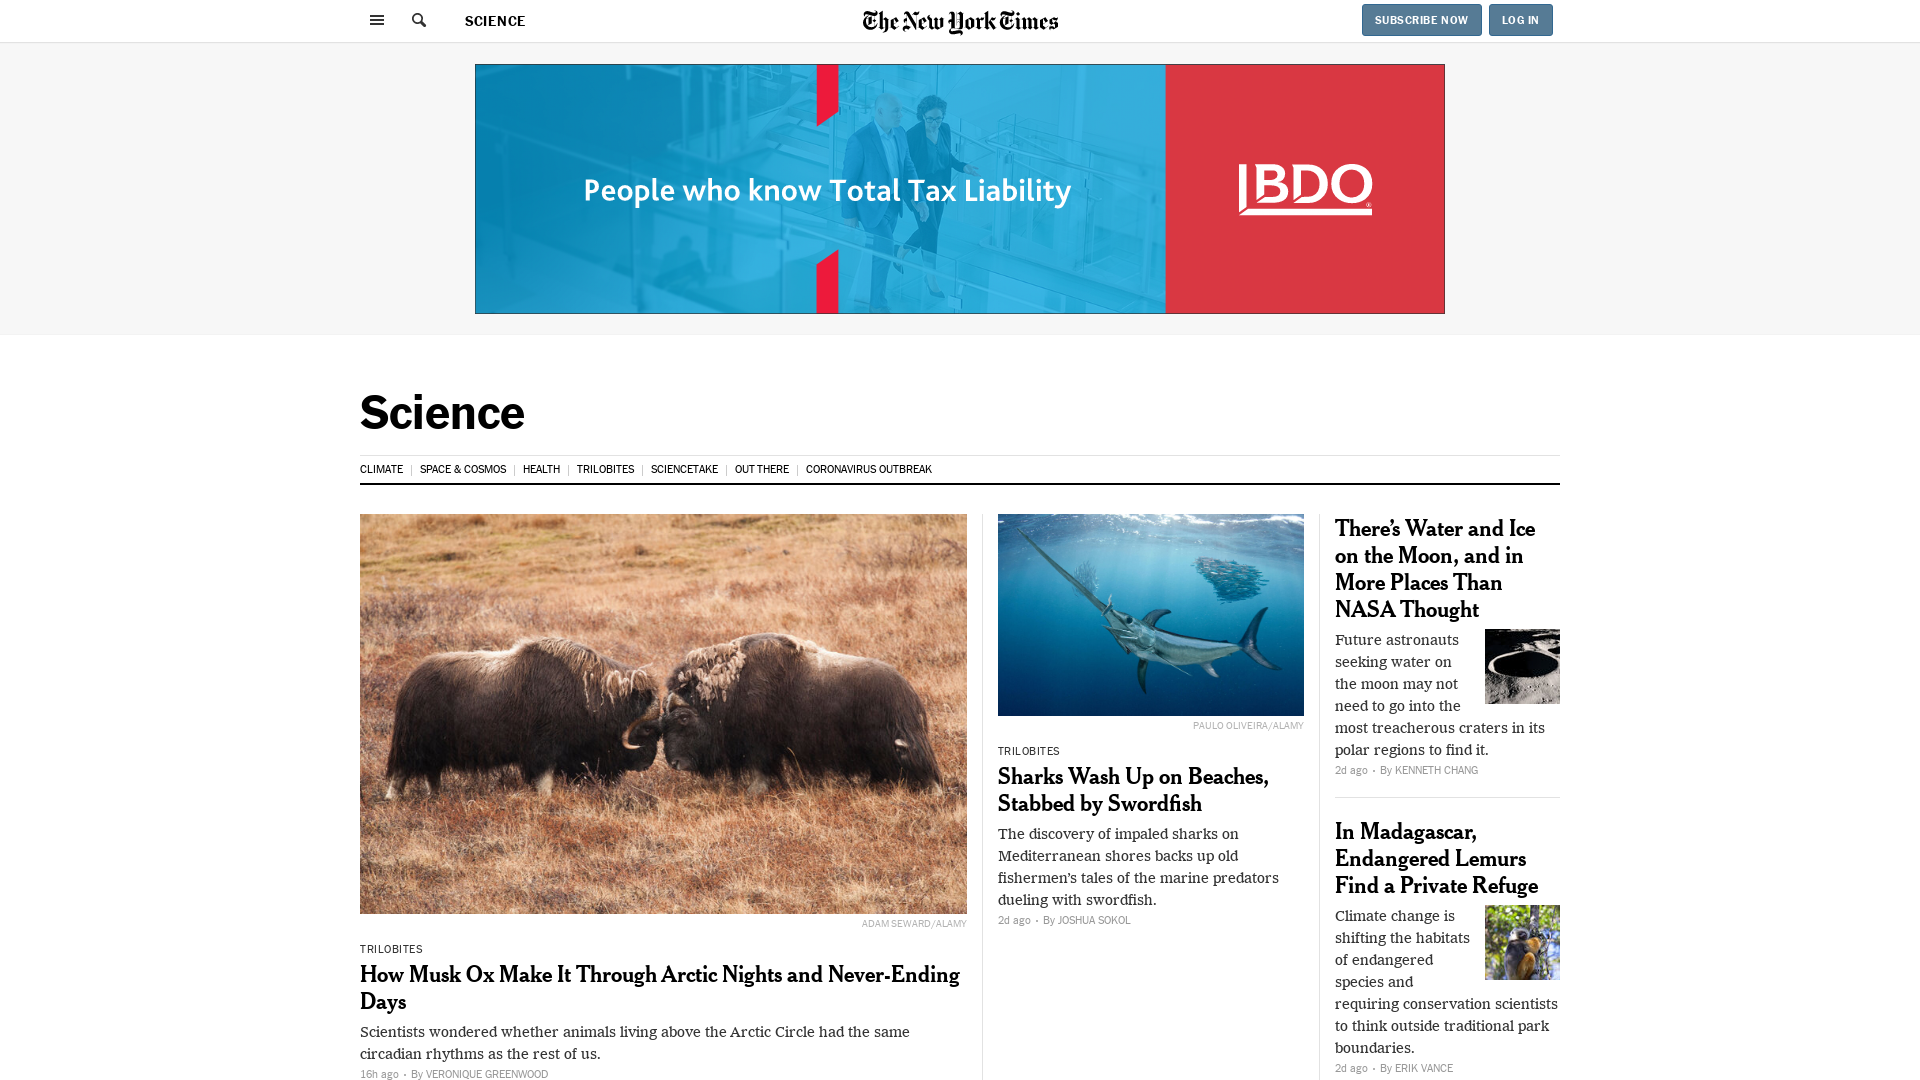 SCIENCE
The New York Times
SUBSCRIBE NOW
LOG IN
People who know Total Tax Liability
BDO
Science
CLIMATE
SPACE & COSMOS
HEALTH
TRILOBITES
SCIENCETAKE
OUT THERE
CORONAVIRUS OUTBREAK
ADAM SEWARD/ALAMY
TRILOBITES
How Musk Ox Make It Through Arctic Nights and Never-Ending
Days
Scientists wondered whether animals living above the Arctic Circle had the same
circadian rhythms as the rest of us.
16h ago • By VERONIQUE GREENWOOD
PAULO OLIVEIRA/ALAMY
TRILOBITES
Sharks Wash Up on Beaches,
Stabbed by Swordfish
The discovery of impaled sharks on
Mediterranean shores backs up old
fishermen’s tales of the marine predators
dueling with swordfish.
2d ago • By JOSHUA SOKOL
There’s Water and Ice
on the Moon, and in
More Places Than
NASA Thought
Future astronauts
seeking water on
the moon may not
need to go into the
most treacherous craters in its
polar regions to find it.
2d ago • By KENNETH CHANG
In Madagascar,
Endangered Lemurs
Find a Private Refuge
Climate change is
shifting the habitats
of endangered
species and
requiring conservation scientists
to think outside traditional park
boundaries.
2d ago • By ERIK VANCE